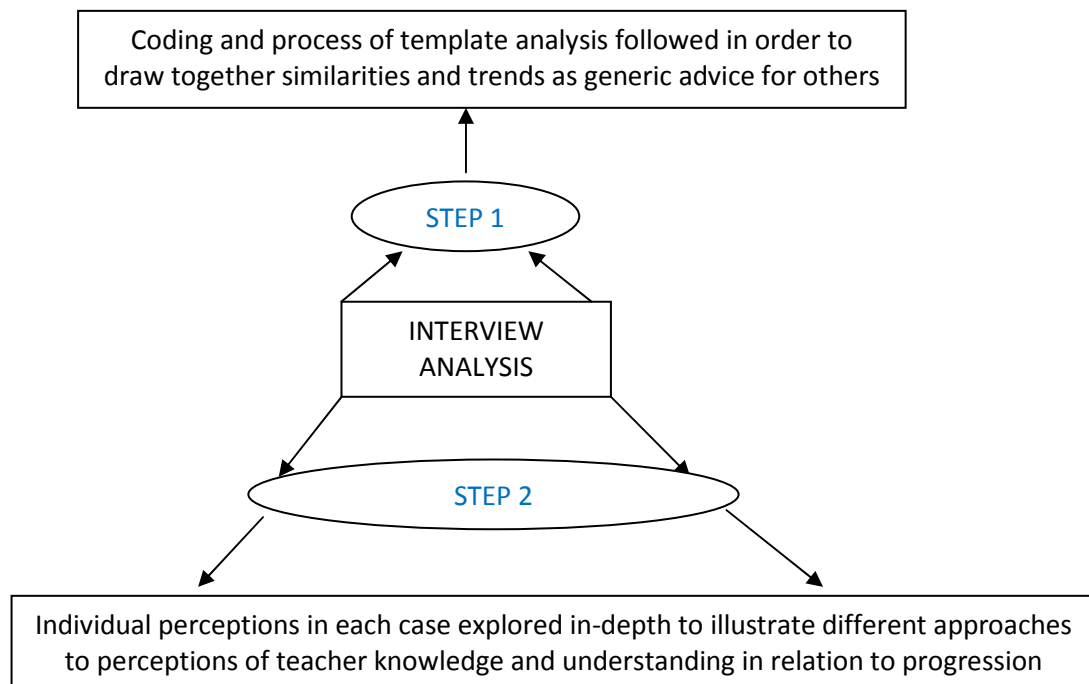 Coding and process of template analysis followed in order to
draw together similarities and trends as generic advice for others
STEP 1
INTERVIEW
ANALYSIS
STEP 2
Individual perceptions in each case explored in-depth to illustrate different approaches
to perceptions of teacher knowledge and understanding in relation to progression